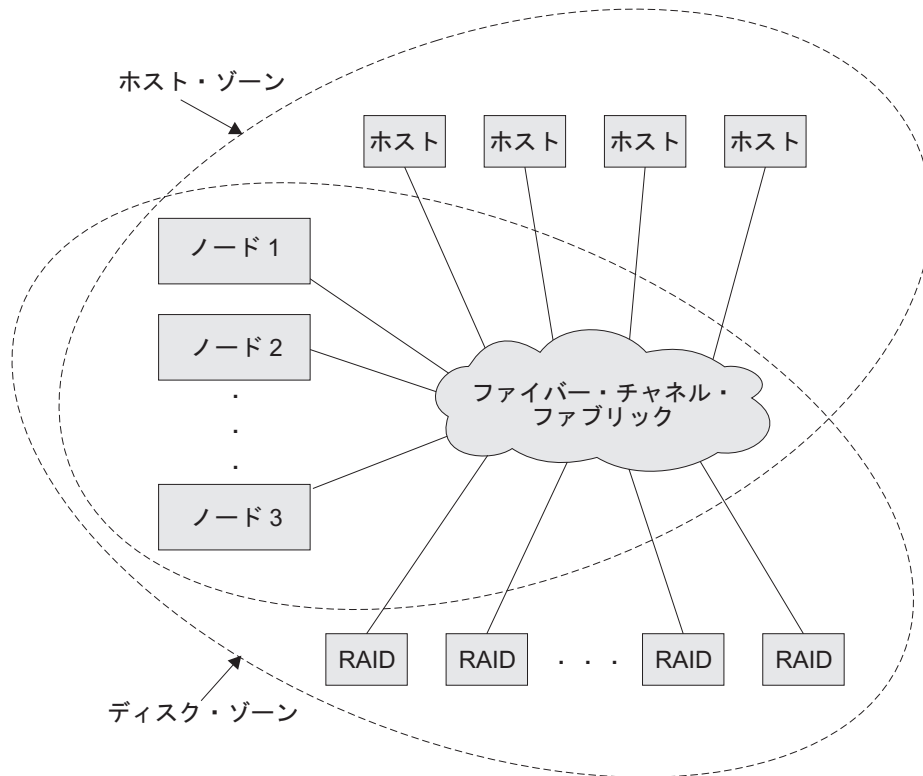 ホスト・ゾーン
ホスト ホスト ホスト ホスト
ノード 1
ノード 2
ファイバー・チャネル・
ファブリック
ノード 3
RAID RAID . . . RAID RAID
ディスク・ゾーン